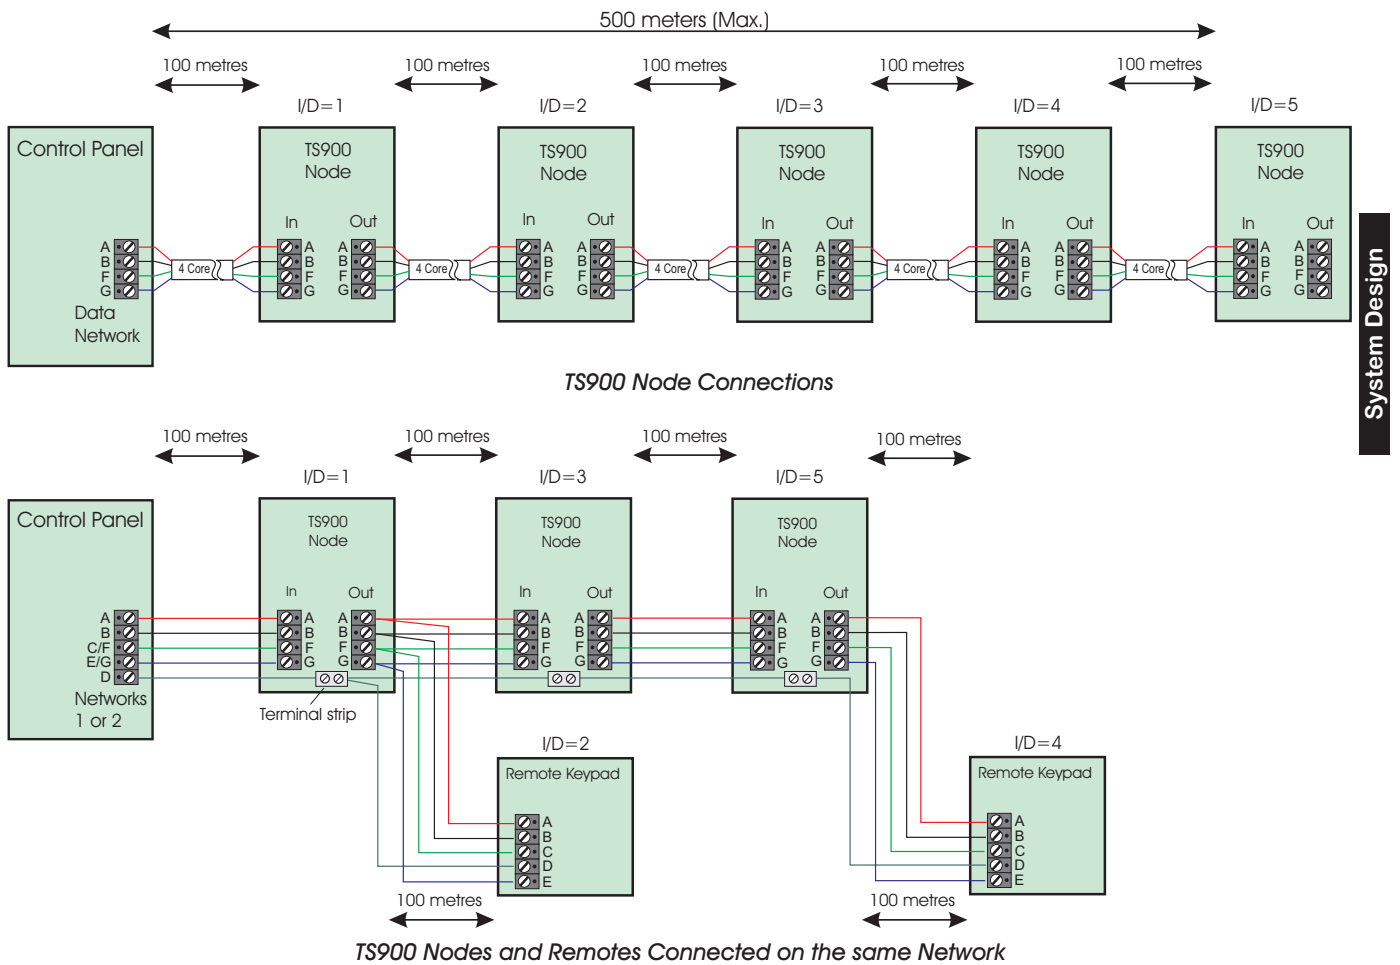 500 meters (Max.)
100 metres 100 metres 100 metres 100 metres 100 metres
I/D=1 I/D=2 I/D=3 I/D=4 I/D=5
Control Panel
TS900 Node
TS900 Node
TS900 Node
TS900 Node
TS900 Node
In Out In Out In Out In Out In Out
A A A A A A A A A A A
B B B B B B B B B B B
F F F F F F F F F F F
G G G G G G G G G G G
4 Core 4 Core 4 Core 4 Core 4 Core
Data
Network
TS900 Node Connections
System Design
100 metres 100 metres 100 metres 100 metres
I/D=1 I/D=3 I/D=5
Control Panel
TS900 Node
TS900 Node
TS900 Node
In Out In Out In Out
A A A A A A A
B B B B B B B
C/F F F F F F F
E/G G G G G G G
D
Networks
1 or 2
Terminal strip
I/D=2 I/D=4
Remote Keypad Remote Keypad
A A
B B
C C
D D
E E
100 metres 100 metres
TS900 Nodes and Remotes Connected on the same Network